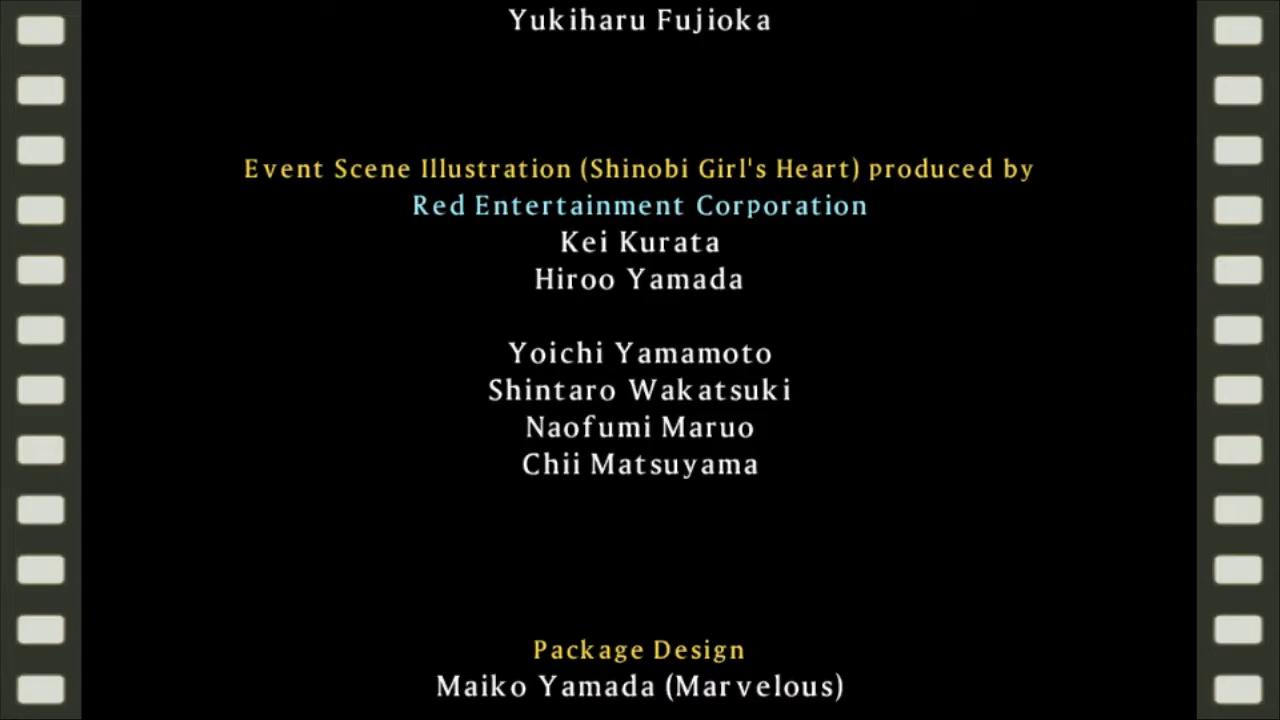 Yukiharu Fujioka
Event Scene Illustration (Shinobi Girl's Heart) produced by
Red Entertainment Corporation
Kei Kurata
Hiroo Yamada
Yoichi Yamamoto
Shintaro Wakatsuki
Naofumi Maruo
Chii Matsuyama
Package Design
Maiko Yamada (Marvelous)